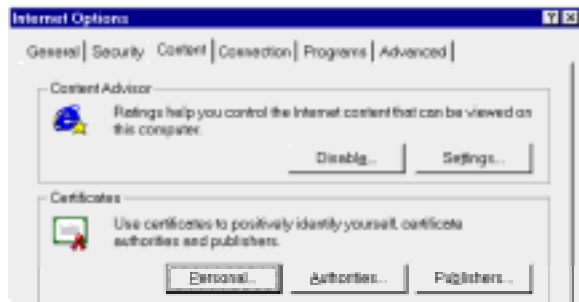 Internet Options
General Security Content Connection Programs Advanced
Content Advisor
Ratings help you control the Internet content that can be viewed on
this computer.
Disable... Settings...
Certificates
Use certificates to positively identify yourself, certificate
authorities and publishers.
Personal... Authorities... Publishers...